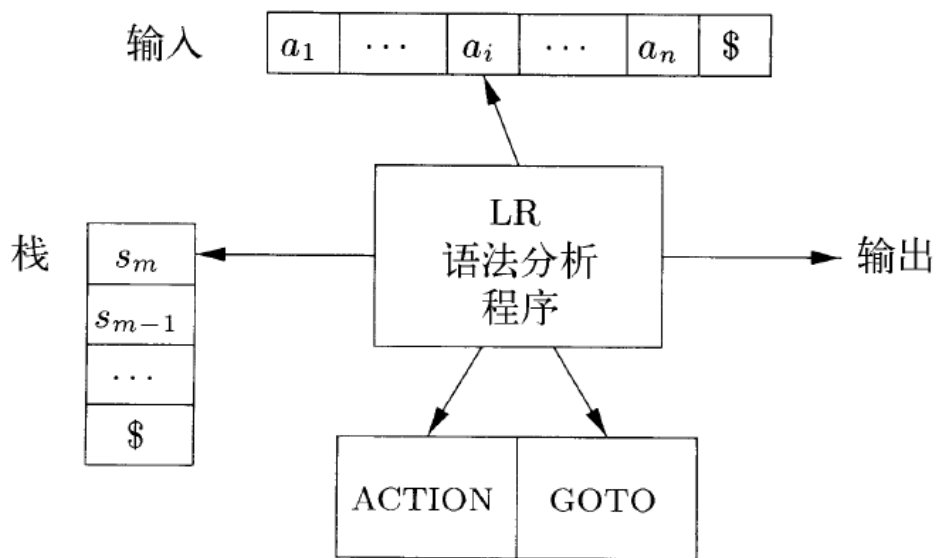 输入 a₁ ··· aᵢ ··· aₙ $
LR
语法分析
程序
栈
sₘ
sₘ₋₁
···
$
输出
ACTION GOTO